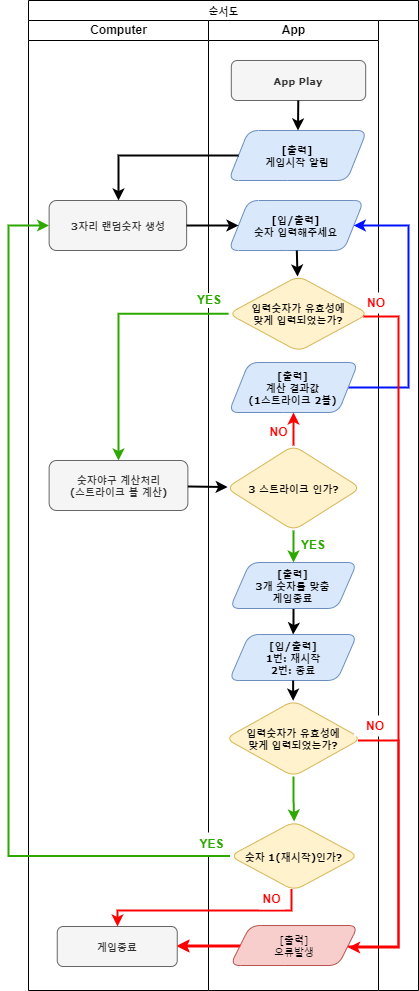 순서도
Computer
App
App Play
[출력]
게임시작 알림
3자리 랜덤숫자 생성
[입/출력]
숫자 입력해주세요
YES
입력숫자가 유효성에
맞게 입력되었는가?
NO
[출력]
계산 결과값
(1스트라이크 2볼)
NO
숫자야구 계산처리
(스트라이크 볼 계산)
3 스트라이크 인가?
YES
[출력]
3개 숫자를 맞춤
게임종료
[입/출력]
1번: 재시작
2번: 종료
입력숫자가 유효성에
맞게 입력되었는가?
NO
YES
숫자 1(재시작)인가?
NO
게임종료
[출력]
오류발생